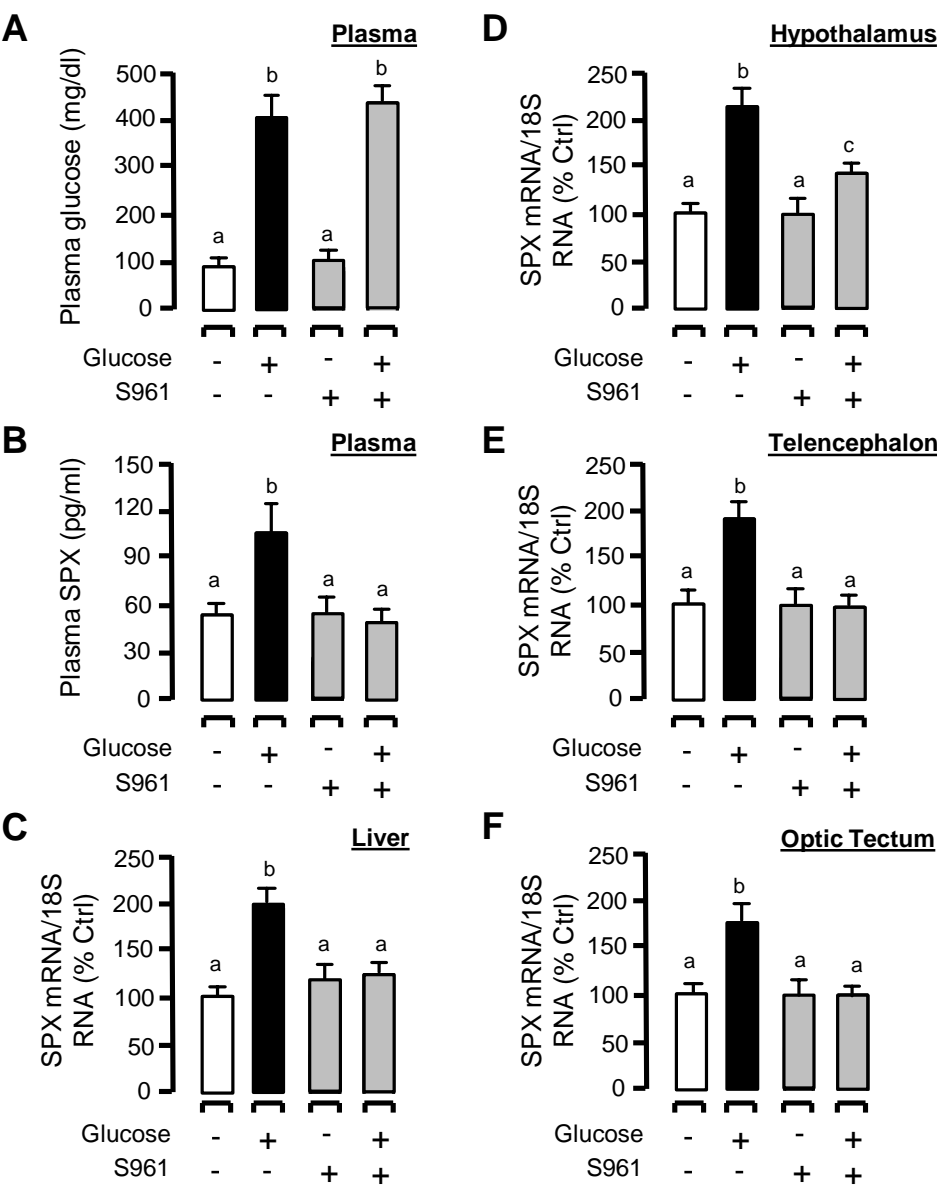 A
Plasma
Plasma glucose (mg/dl)
500
400
300
200
100
0
a
b
a
b
Glucose - + - +
S961 - - + +
B
Plasma
Plasma SPX (pg/ml)
150
120
90
60
30
0
a
b
a
a
Glucose - + - +
S961 - - + +
C
Liver
SPX mRNA/18S
RNA (% Ctrl)
250
200
150
100
50
0
a
b
a
a
Glucose - + - +
S961 - - + +
D
Hypothalamus
SPX mRNA/18S
RNA (% Ctrl)
250
200
150
100
50
0
a
b
a
c
Glucose - + - +
S961 - - + +
E
Telencephalon
SPX mRNA/18S
RNA (% Ctrl)
250
200
150
100
50
0
a
b
a
a
Glucose - + - +
S961 - - + +
F
Optic Tectum
SPX mRNA/18S
RNA (% Ctrl)
250
200
150
100
50
0
a
b
a
a
Glucose - + - +
S961 - - + +